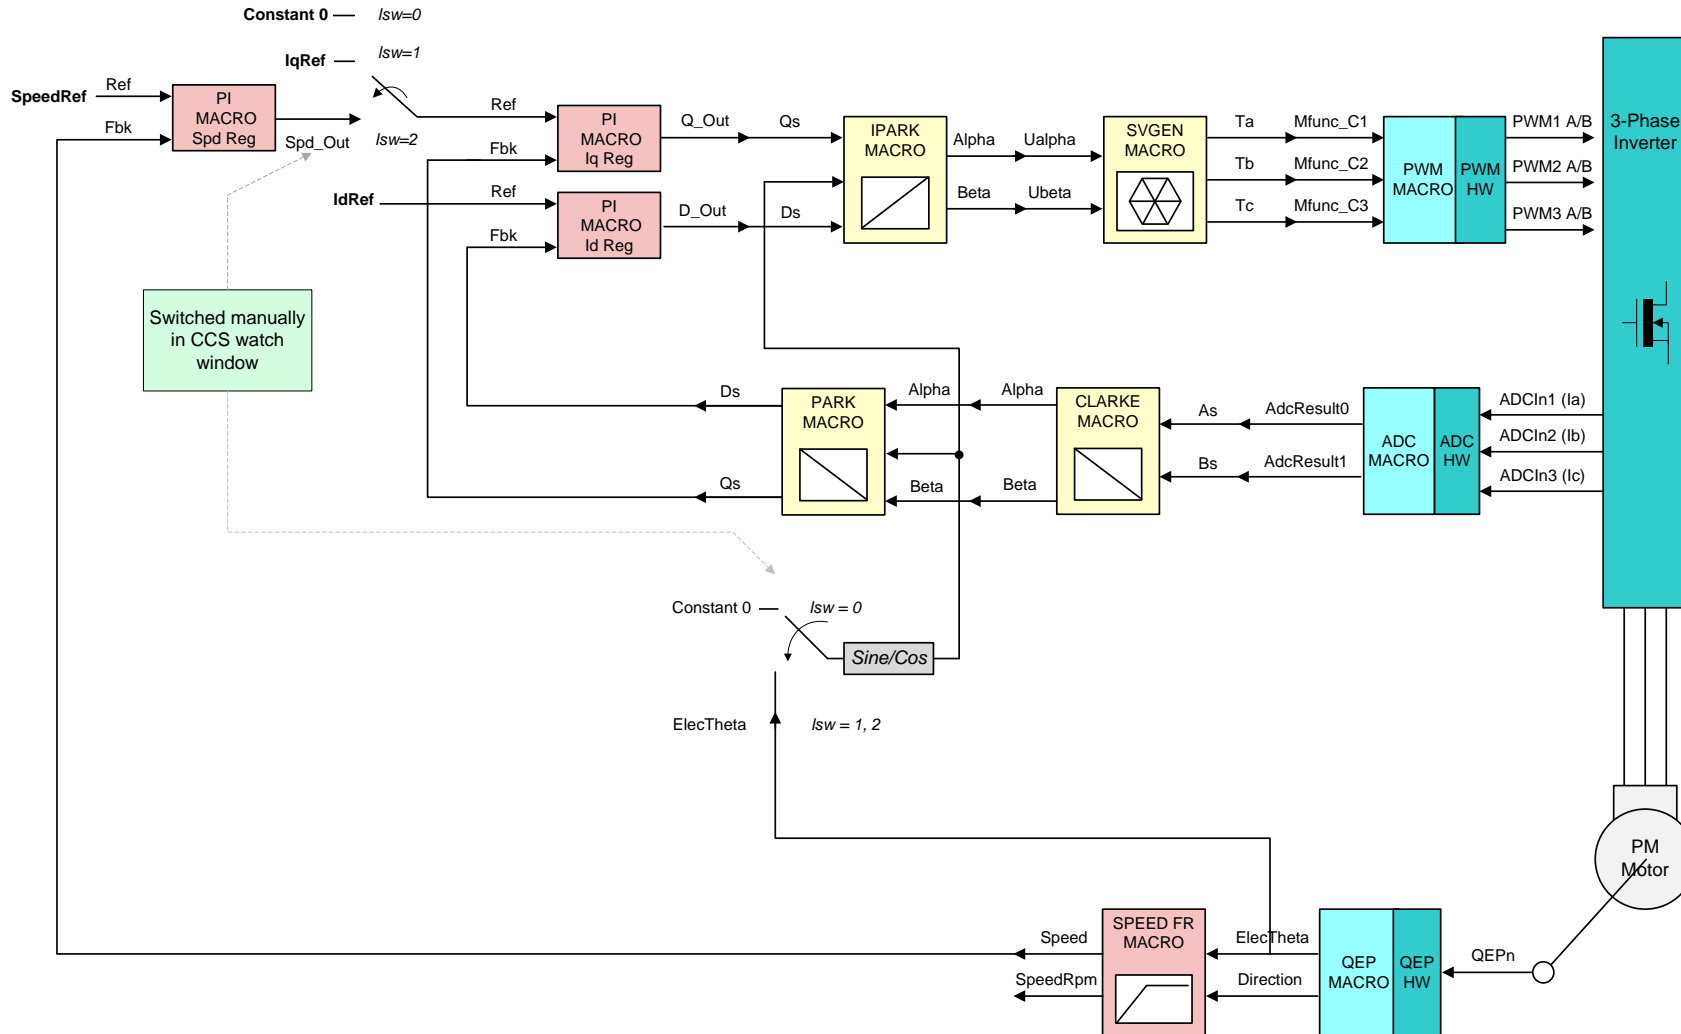 Constant 0
Isw=0
IqRef
Isw=1
SpeedRef
Ref
PI
MACRO
Spd Reg
Fbk
Spd_Out
Isw=2
Ref
PI
MACRO
Iq Reg
Fbk
Q_Out
Qs
IdRef
Ref
PI
MACRO
Id Reg
Fbk
D_Out
Ds
IPARK
MACRO
Alpha
Ualpha
Beta
Ubeta
SVGEN
MACRO
Ta
Mfunc_C1
Tb
Mfunc_C2
Tc
Mfunc_C3
PWM
MACRO
PWM
HW
PWM1 A/B
PWM2 A/B
PWM3 A/B
3-Phase
Inverter
Switched manually
in CCS watch
window
Ds
Qs
PARK
MACRO
Alpha
Alpha
Beta
Beta
CLARKE
MACRO
As
AdcResult0
Bs
AdcResult1
ADC
MACRO
ADC
HW
ADCIn1 (Ia)
ADCIn2 (Ib)
ADCIn3 (Ic)
Constant 0
Isw = 0
Sine/Cos
ElecTheta
Isw = 1, 2
PM
Motor
Speed
SpeedRpm
SPEED FR
MACRO
ElecTheta
Direction
QEP
MACRO
QEP
HW
QEPn